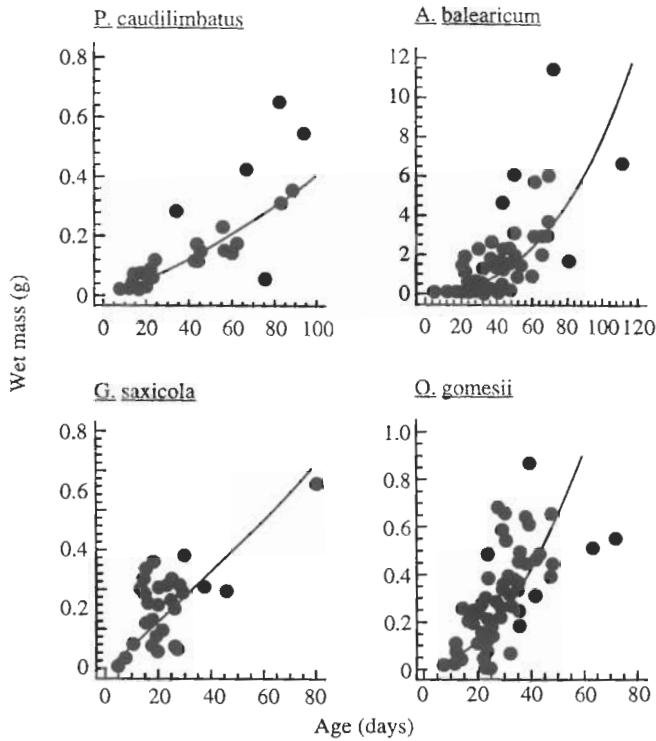 P. caudilimbatus
A. balearicum
0.8
0.6
0.4
0.2
0
0 20 40 60 80 100
12
10
8
6
4
2
0
0 20 40 60 80 100 120
Wet mass (g)
G. saxicola
O. gomesii
0.8
0.6
0.4
0.2
0
0 20 40 60 80
1.0
0.8
0.6
0.4
0.2
0
0 20 40 60 80
Age (days)